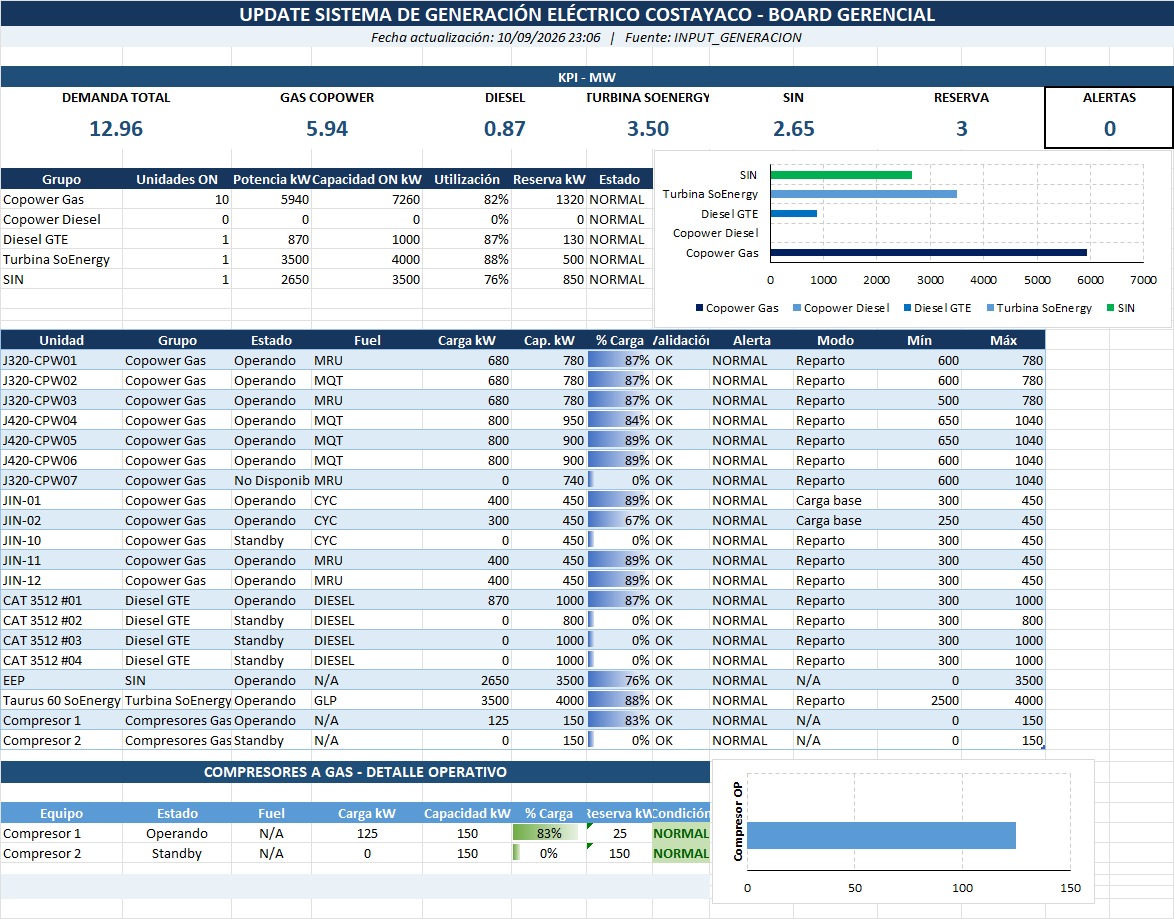 UPDATE SISTEMA DE GENERACIÓN ELÉCTRICO COSTAYACO - BOARD GERENCIAL
Fecha actualización: 10/09/2026 23:06 | Fuente: INPUT_GENERACION
KPI - MW
DEMANDA TOTAL GAS COPOWER DIESEL TURBINA SOENERGY SIN RESERVA ALERTAS
12.96 5.94 0.87 3.50 2.65 3 0
Grupo Unidades ON Potencia kW Capacidad ON kW Utilización Reserva kW Estado
Copower Gas 10 5940 7260 82% 1320 NORMAL
Copower Diesel 0 0 0 0% 0 NORMAL
Diesel GTE 1 870 1000 87% 130 NORMAL
Turbina SoEnergy 1 3500 4000 88% 500 NORMAL
SIN 1 2650 3500 76% 850 NORMAL
SIN
Turbina SoEnergy
Diesel GTE
Copower Diesel
Copower Gas
0 1000 2000 3000 4000 5000 6000 7000
Copower Gas Copower Diesel Diesel GTE Turbina SoEnergy SIN
Unidad Grupo Estado Fuel Carga kW Cap. kW % Carga Validación Alerta Modo Mín Máx
J320-CPW01 Copower Gas Operando MRU 680 780 87% OK NORMAL Reparto 600 780
J320-CPW02 Copower Gas Operando MQT 680 780 87% OK NORMAL Reparto 600 780
J320-CPW03 Copower Gas Operando MRU 680 780 87% OK NORMAL Reparto 500 780
J420-CPW04 Copower Gas Operando MQT 800 950 84% OK NORMAL Reparto 650 1040
J420-CPW05 Copower Gas Operando MQT 800 900 89% OK NORMAL Reparto 650 1040
J420-CPW06 Copower Gas Operando MQT 800 900 89% OK NORMAL Reparto 600 1040
J320-CPW07 Copower Gas No Disponib MRU 0 740 0% OK NORMAL Reparto 600 1040
JIN-01 Copower Gas Operando CYC 400 450 89% OK NORMAL Carga base 300 450
JIN-02 Copower Gas Operando CYC 300 450 67% OK NORMAL Carga base 250 450
JIN-10 Copower Gas Standby CYC 0 450 0% OK NORMAL Reparto 300 450
JIN-11 Copower Gas Operando MRU 400 450 89% OK NORMAL Reparto 300 450
JIN-12 Copower Gas Operando MRU 400 450 89% OK NORMAL Reparto 300 450
CAT 3512 #01 Diesel GTE Operando DIESEL 870 1000 87% OK NORMAL Reparto 300 1000
CAT 3512 #02 Diesel GTE Standby DIESEL 0 800 0% OK NORMAL Reparto 300 800
CAT 3512 #03 Diesel GTE Standby DIESEL 0 1000 0% OK NORMAL Reparto 300 1000
CAT 3512 #04 Diesel GTE Standby DIESEL 0 1000 0% OK NORMAL Reparto 300 1000
EEP SIN Operando N/A 2650 3500 76% OK NORMAL N/A 0 3500
Taurus 60 SoEnergy Turbina SoEnergy Operando GLP 3500 4000 88% OK NORMAL Reparto 2500 4000
Compresor 1 Compresores Gas Operando N/A 125 150 83% OK NORMAL N/A 0 150
Compresor 2 Compresores Gas Standby N/A 0 150 0% OK NORMAL N/A 0 150
COMPRESORES A GAS - DETALLE OPERATIVO
Equipo Estado Fuel Carga kW Capacidad kW % Carga Reserva kW Condición
Compresor 1 Operando N/A 125 150 83% 25 NORMAL
Compresor 2 Standby N/A 0 150 0% 150 NORMAL
Compresor OP
0 50 100 150